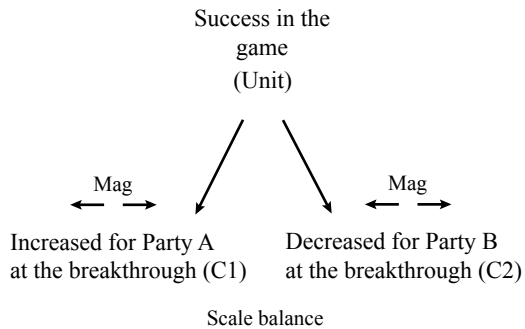 Success in the
game
(Unit)
Mag
Mag
Increased for Party A
at the breakthrough (C1)
Decreased for Party B
at the breakthrough (C2)
Scale balance